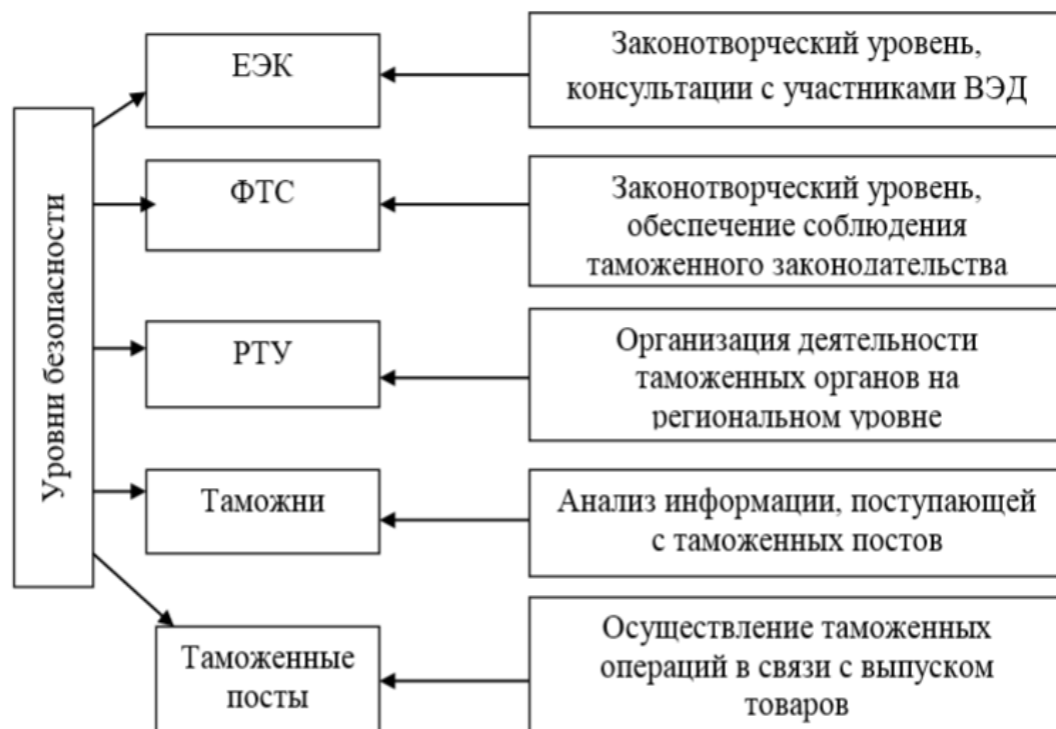 Уровни безопасности
ЕЭК
Законотворческий уровень,
консультации с участниками ВЭД
ФТС
Законотворческий уровень,
обеспечение соблюдения
таможенного законодательства
РТУ
Организация деятельности
таможенных органов на
региональном уровне
Таможни
Анализ информации, поступающей
с таможенных постов
Таможенные
посты
Осуществление таможенных
операций в связи с выпуском
товаров